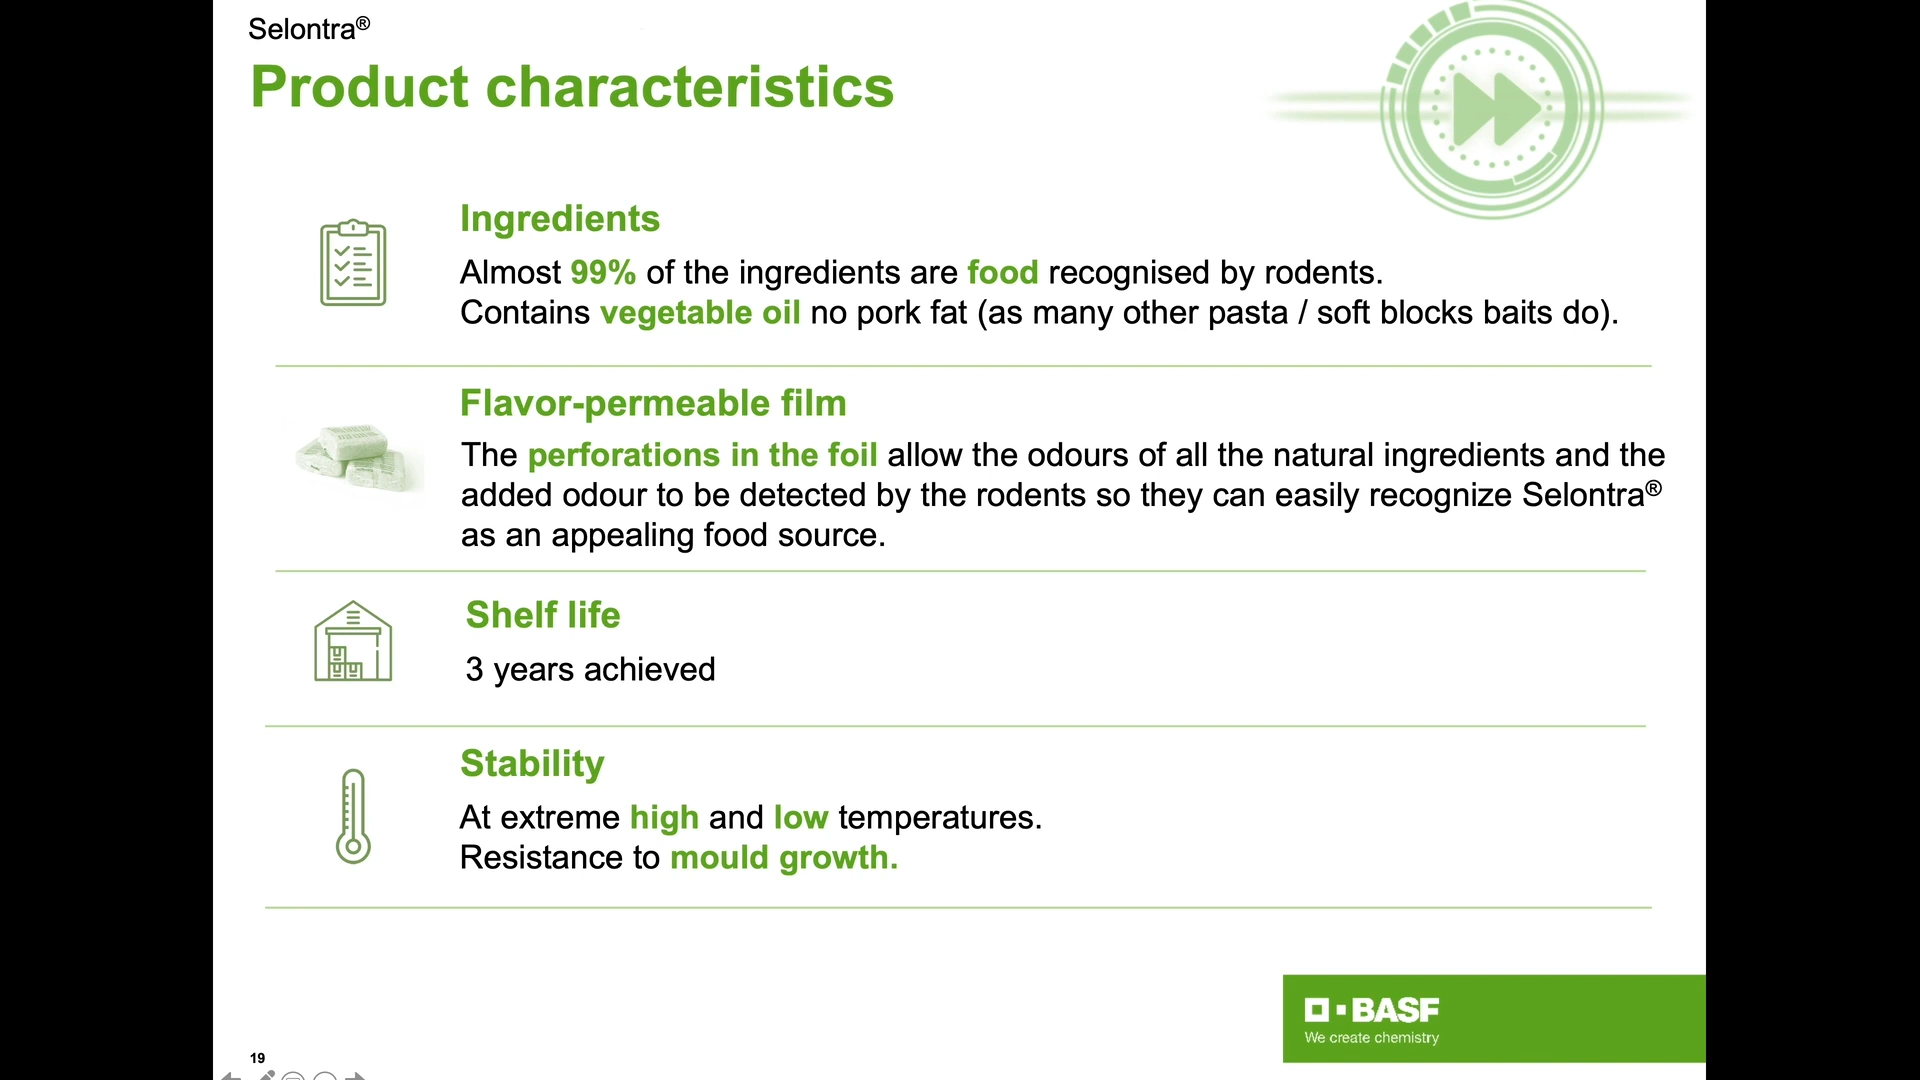 Selontra®
Product characteristics
Ingredients
Almost 99% of the ingredients are food recognised by rodents.
Contains vegetable oil no pork fat (as many other pasta / soft blocks baits do).
Flavor-permeable film
The perforations in the foil allow the odours of all the natural ingredients and the
added odour to be detected by the rodents so they can easily recognize Selontra®
as an appealing food source.
Shelf life
3 years achieved
Stability
At extreme high and low temperatures.
Resistance to mould growth.
BASF
We create chemistry
19